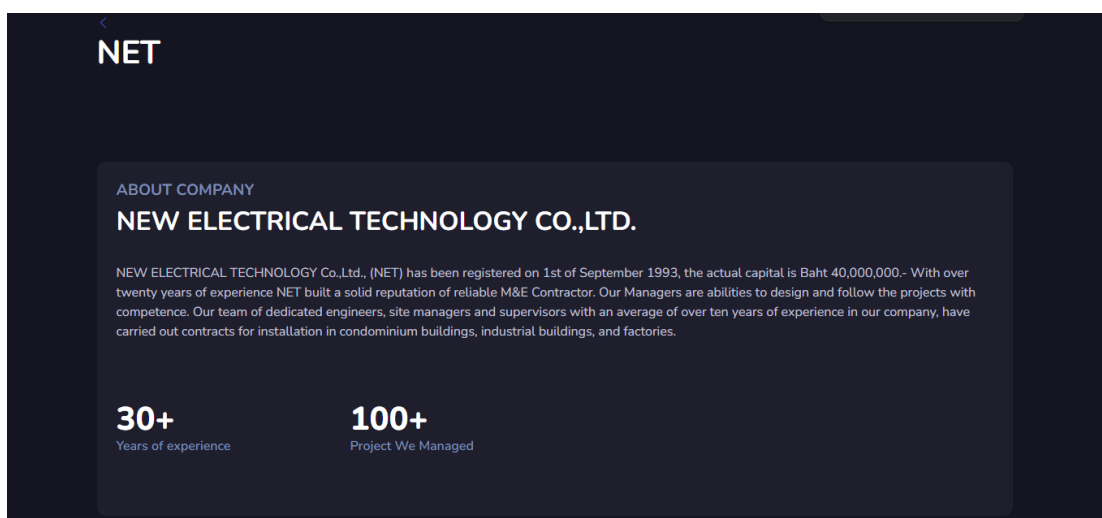 NET
ABOUT COMPANY
NEW ELECTRICAL TECHNOLOGY CO.,LTD.
NEW ELECTRICAL TECHNOLOGY Co.,Ltd., (NET) has been registered on 1st of September 1993, the actual capital is Baht 40,000,000.- With over
twenty years of experience NET built a solid reputation of reliable M&E Contractor. Our Managers are abilities to design and follow the projects with
competence. Our team of dedicated engineers, site managers and supervisors with an average of over ten years of experience in our company, have
carried out contracts for installation in condominium buildings, industrial buildings, and factories.
30+ 100+
Years of experience Project We Managed